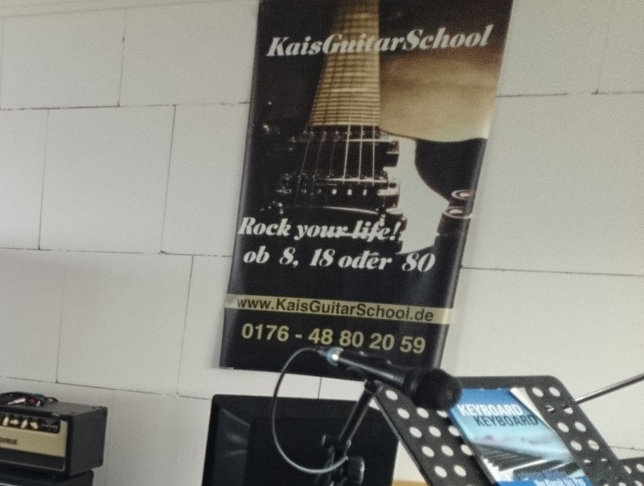 KaisGuitarSchool
Rock your life!
ob 8, 18 oder 80
www.KaisGuitarSchool.de
0176 - 48 80 20 59
KEYBOARD
KEYBOARD